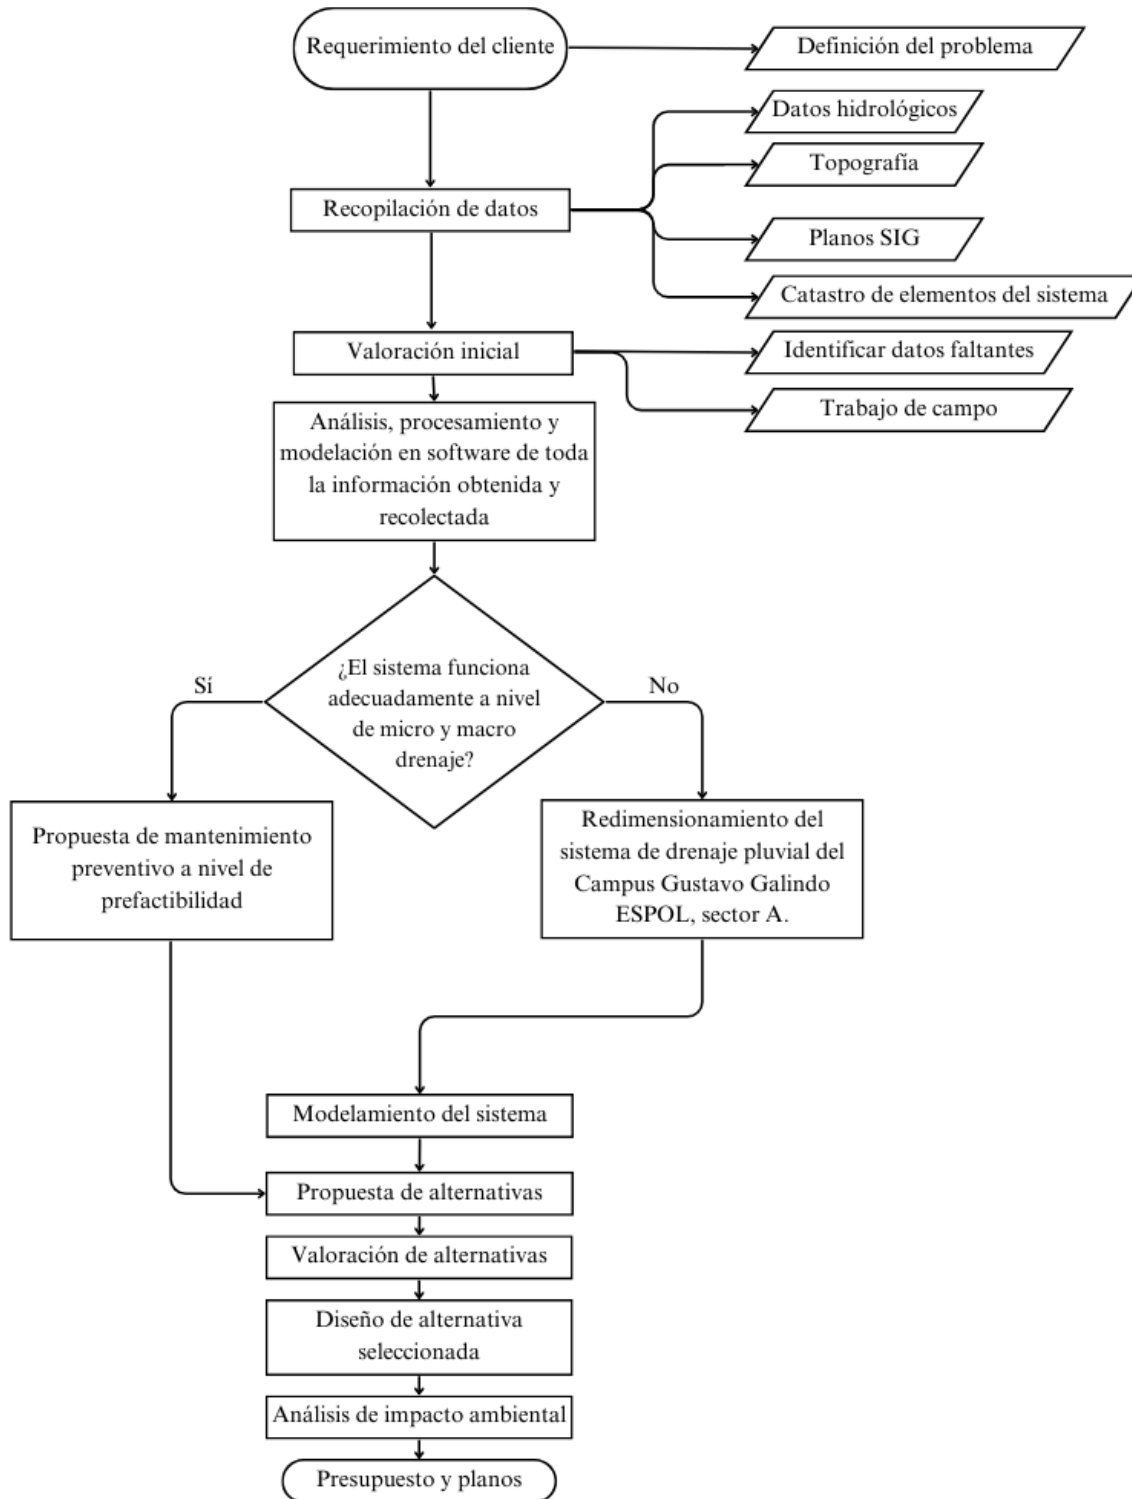 Requerimiento del cliente
Definición del problema
Datos hidrológicos
Topografía
Recopilación de datos
Planos SIG
Catastro de elementos del sistema
Valoración inicial
Identificar datos faltantes
Trabajo de campo
Análisis, procesamiento y
modelación en software de toda
la información obtenida y
recolectada
¿El sistema funciona
adecuadamente a nivel
de micro y macro
drenaje?
Sí
No
Propuesta de mantenimiento
preventivo a nivel de
prefactibilidad
Redimensionamiento del
sistema de drenaje pluvial del
Campus Gustavo Galindo
ESPOL, sector A.
Modelamiento del sistema
Propuesta de alternativas
Valoración de alternativas
Diseño de alternativa
seleccionada
Análisis de impacto ambiental
Presupuesto y planos